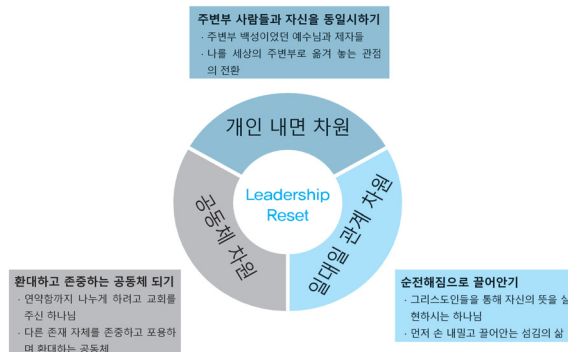 주변부 사람들과 자신을 동일시하기
· 주변부 백성이었던 예수님과 제자들
· 나를 세상의 주변부로 옮겨 놓는 관점
의 전환
개인 내면 차원
Leadership
Reset
공동체 차원
일대일 관계 차원
환대하고 존중하는 공동체 되기
· 연약함까지 나누게 하려고 교회를
주신 하나님
· 다른 존재 자체를 존중하고 포용하
며 환대하는 공동체
순전해짐으로 끌어안기
· 그리스도인들을 통해 자신의 뜻을 실
현하시는 하나님
· 먼저 손 내밀고 끌어안는 섬김의 삶